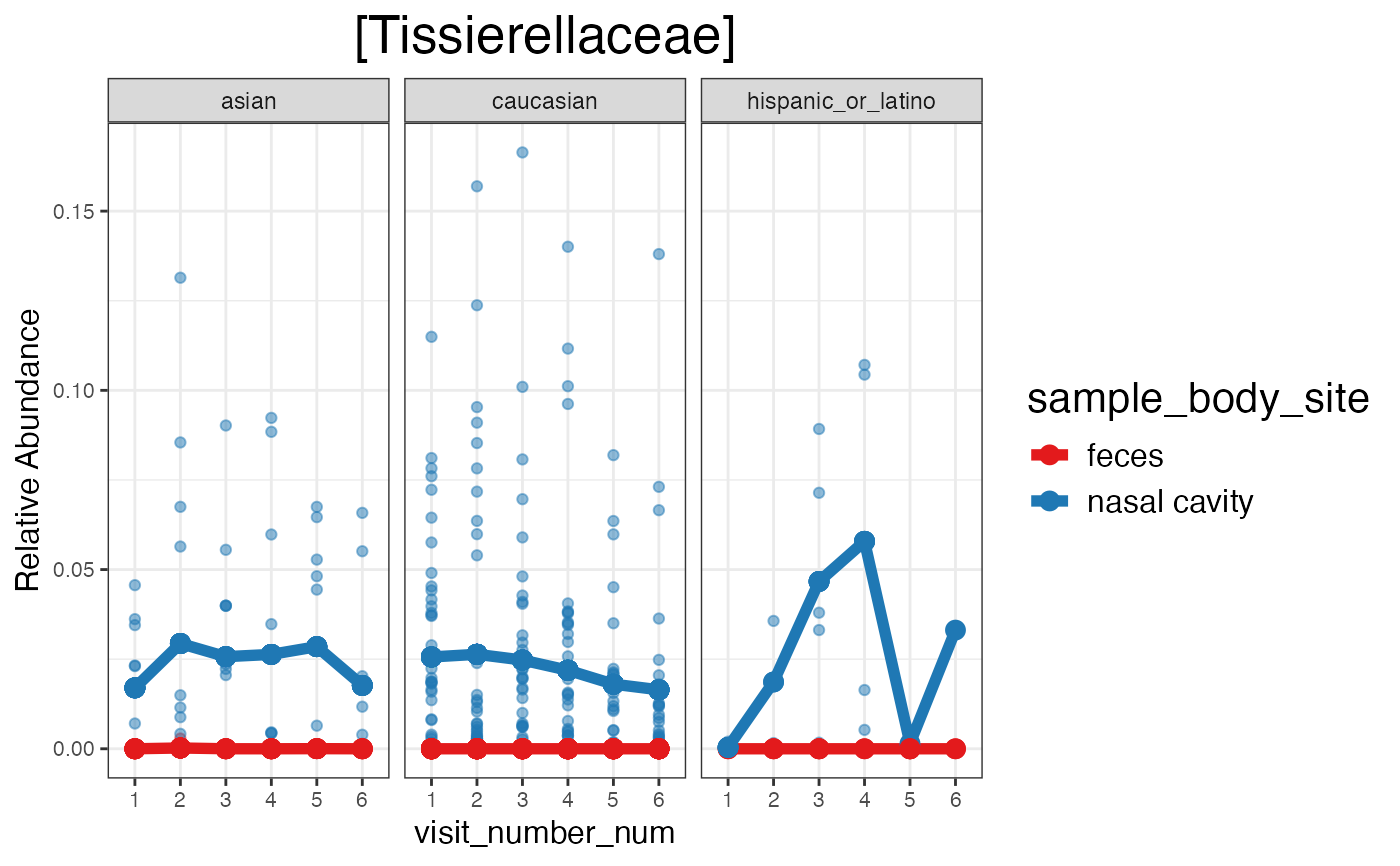 [Tissierellaceae]
asian
caucasian
hispanic_or_latino
Relative Abundance
0.15
0.10
0.05
0.00
1 2 3 4 5 6
1 2 3 4 5 6
1 2 3 4 5 6
visit_number_num
sample_body_site
feces
nasal cavity